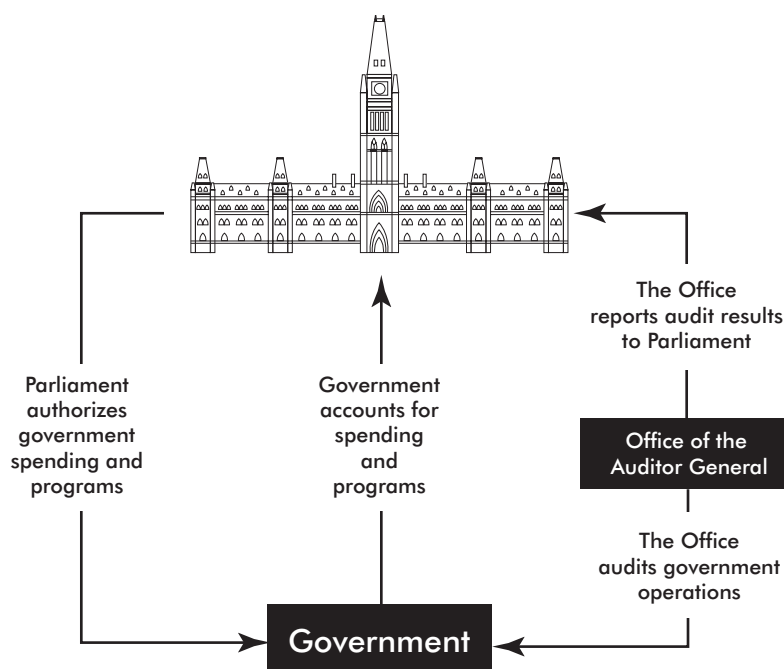 The Office
reports audit results
to Parliament
Parliament
authorizes
government
spending and
programs
Government
accounts for
spending
and
programs
Office of the
Auditor General
The Office
audits government
operations
Government